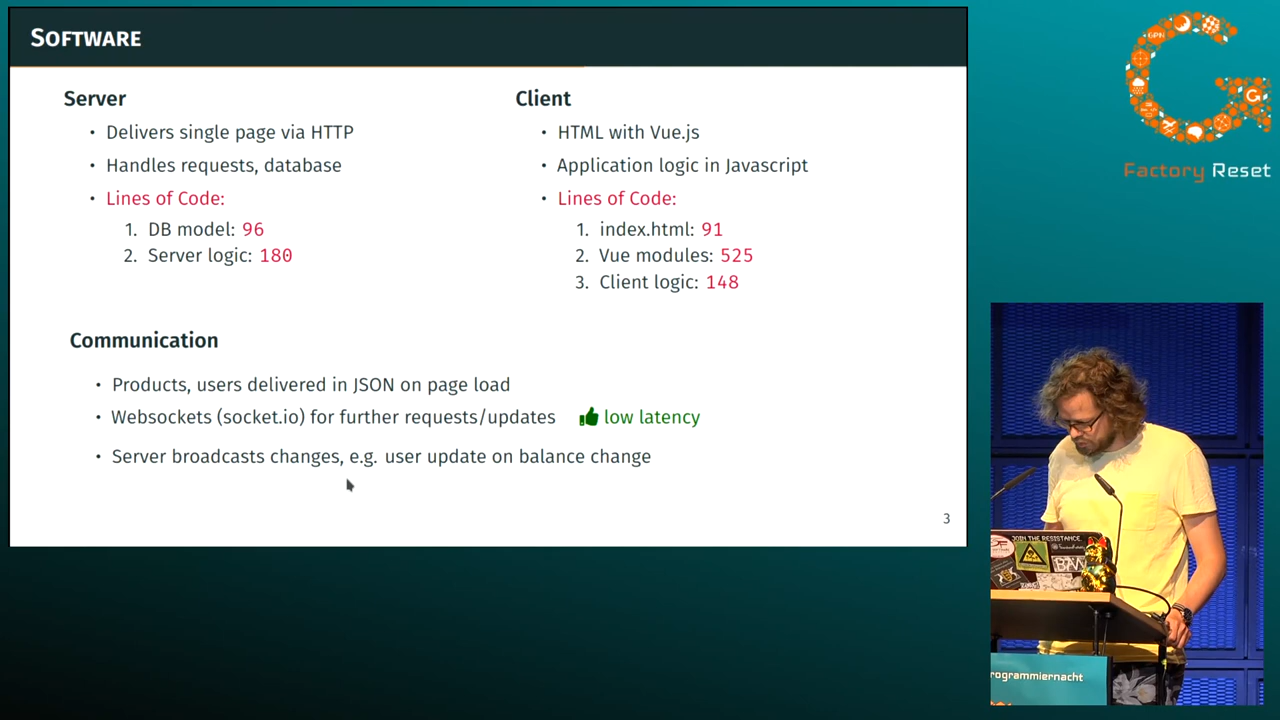 SOFTWARE
Server
• Delivers single page via HTTP
• Handles requests, database
• Lines of Code:
1. DB model: 96
2. Server logic: 180
Client
• HTML with Vue.js
• Application logic in Javascript
• Lines of Code:
1. index.html: 91
2. Vue modules: 525
3. Client logic: 148
Communication
• Products, users delivered in JSON on page load
• Websockets (socket.io) for further requests/updates low latency
• Server broadcasts changes, e.g. user update on balance change
3
GPN
Factory Reset
JOIN THE RESISTANCE.
rogrammiernacht